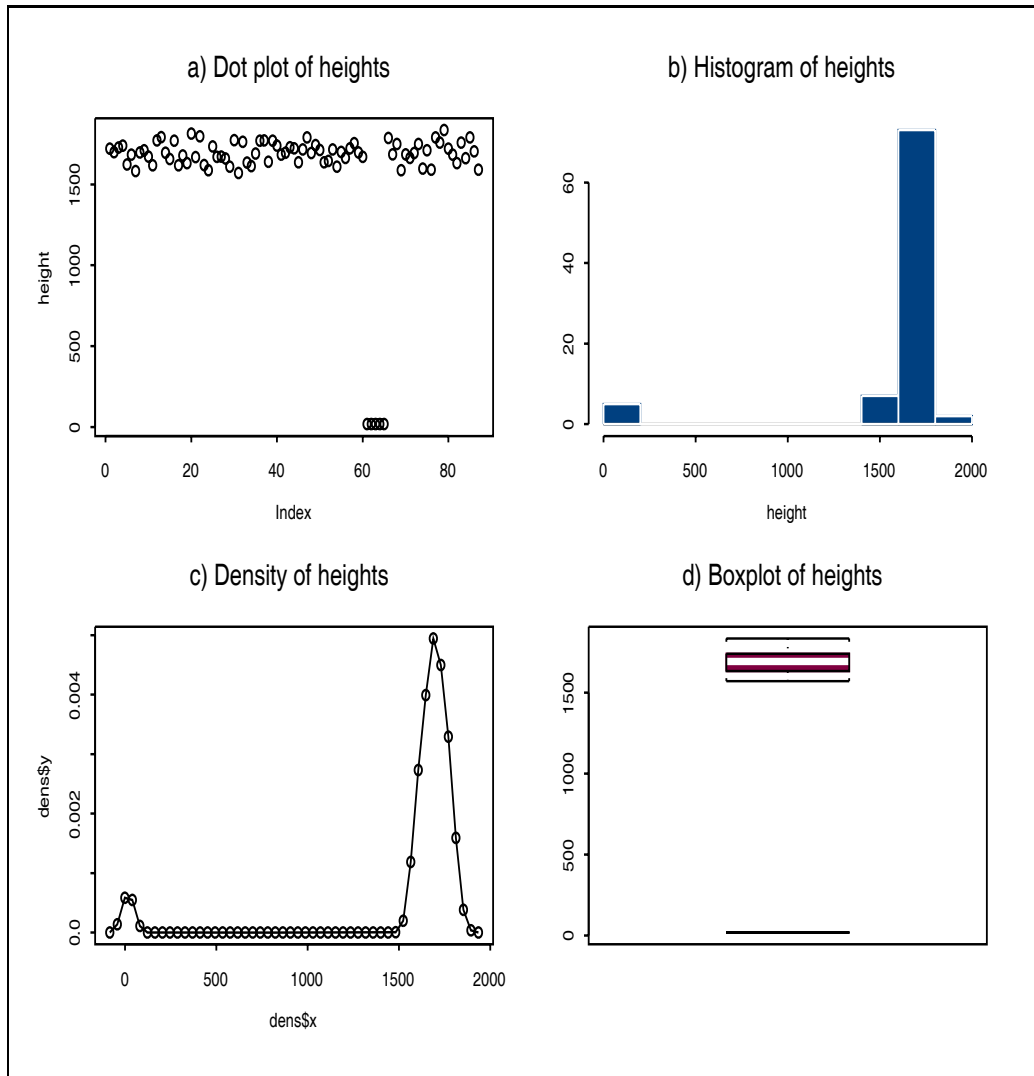 a) Dot plot of heights
height
1500
1000
500
0
0 20 40 60 80
Index
b) Histogram of heights
60
40
20
0
0 500 1000 1500 2000
height
c) Density of heights
dens$y
0.004
0.002
0.0
0 500 1000 1500 2000
dens$x
d) Boxplot of heights
1500
1000
500
0